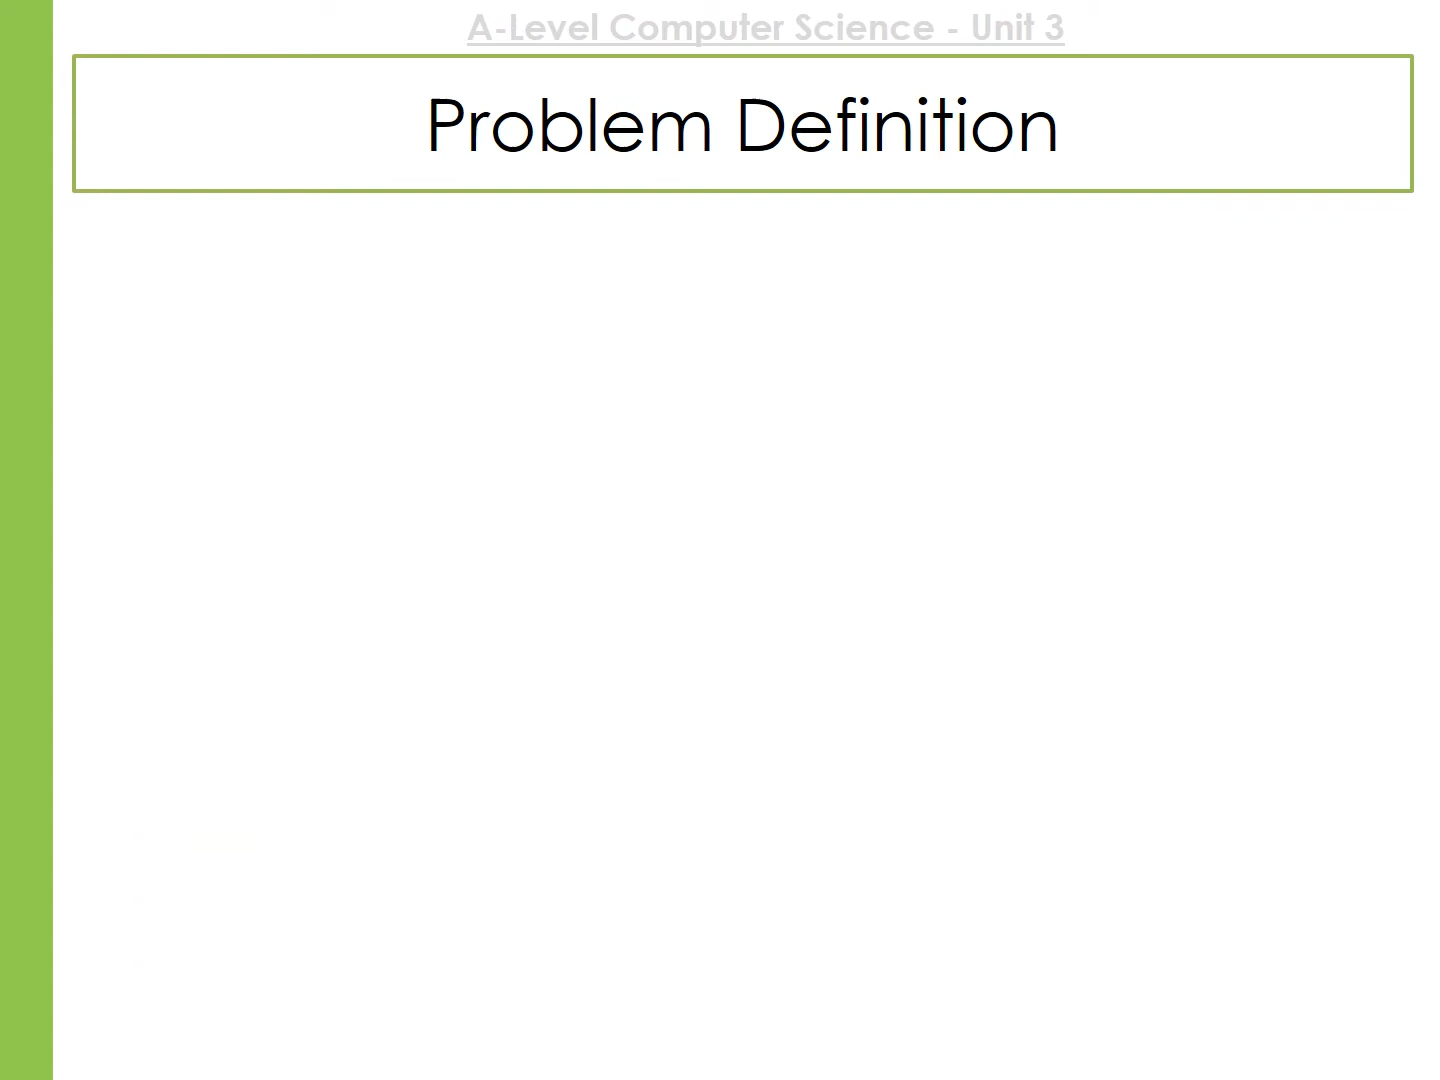 A-Level Computer Science - Unit 3
Problem Definition